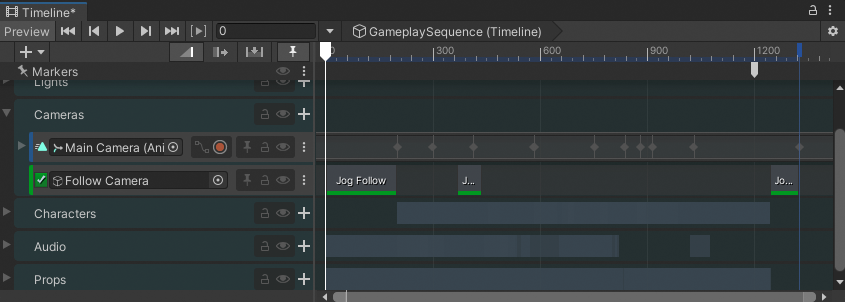 Timeline*
Preview 0 GameplaySequence (Timeline)
0 300 600 900 1200
Markers
Lights
Cameras
Main Camera (Ani
Follow Camera Jog Follow J... Jo...
Characters
Audio
Props